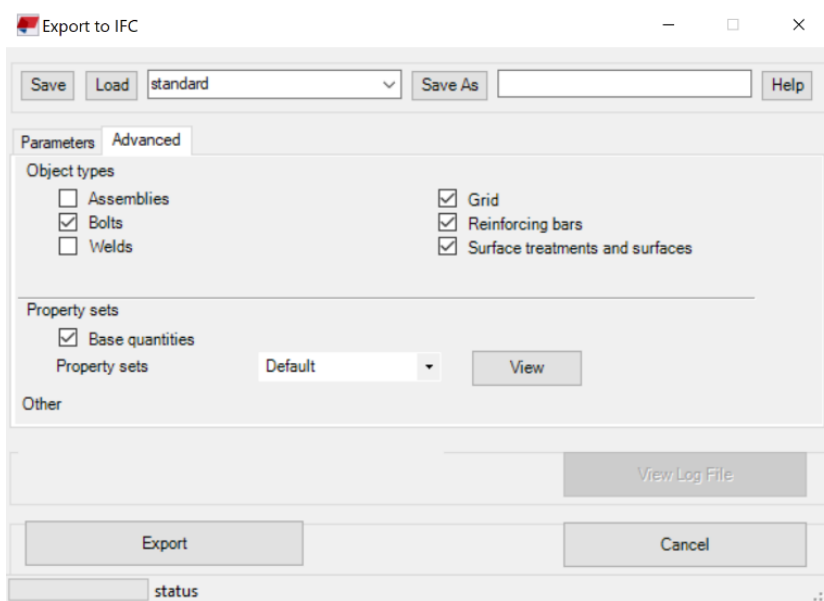 Export to IFC
Save Load standard Save As Help
Parameters Advanced
Object types
Assemblies Grid
Bolts Reinforcing bars
Welds Surface treatments and surfaces
Property sets
Base quantities
Property sets Default View
Other
View Log File
Export Cancel
status